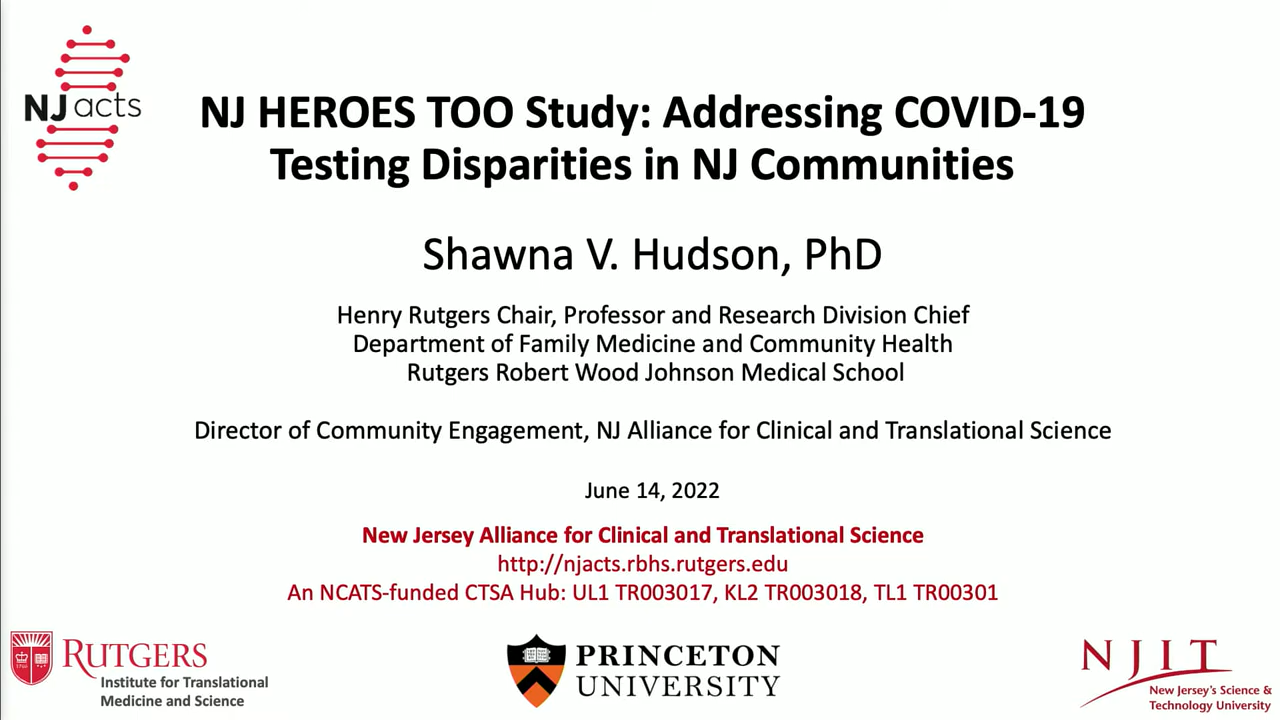 NJ acts
NJ HEROES TOO Study: Addressing COVID-19
Testing Disparities in NJ Communities
Shawna V. Hudson, PhD
Henry Rutgers Chair, Professor and Research Division Chief
Department of Family Medicine and Community Health
Rutgers Robert Wood Johnson Medical School
Director of Community Engagement, NJ Alliance for Clinical and Translational Science
June 14, 2022
New Jersey Alliance for Clinical and Translational Science
http://njacts.rbhs.rutgers.edu
An NCATS-funded CTSA Hub: UL1 TR003017, KL2 TR003018, TL1 TR00301
RUTGERS
Institute for Translational
Medicine and Science
PRINCETON
UNIVERSITY
NJIT
New Jersey's Science &
Technology University